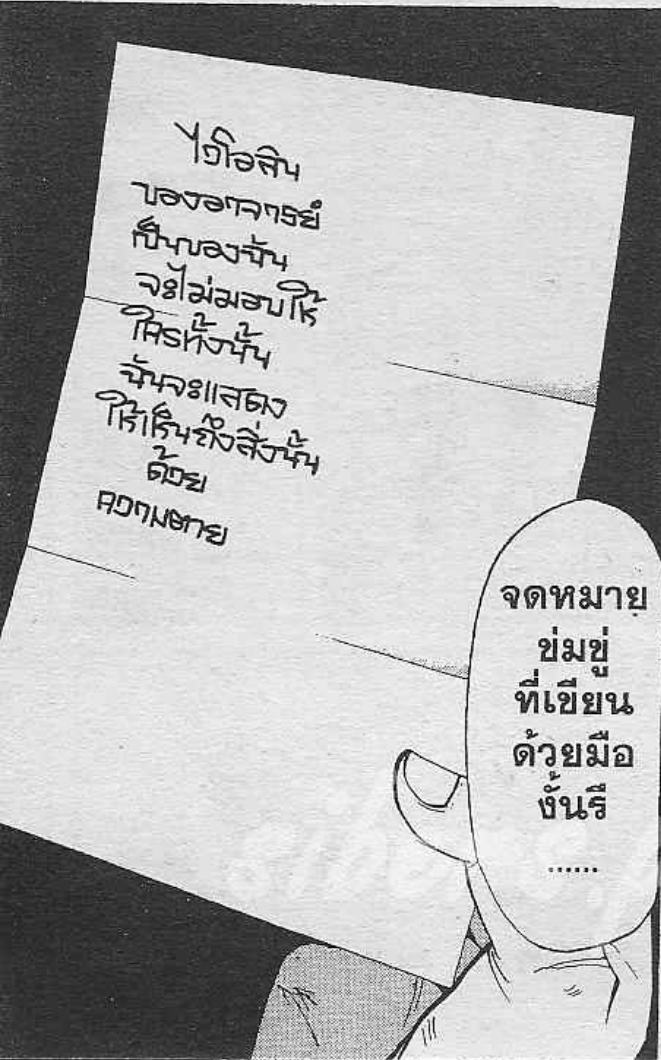 ไวโอลิน
ของอาจารย์
เป็นของฉัน
จะไม่มอบให้
ใครทั้งนั้น
ฉันจะแสดง
ให้เห็นถึงสิ่งนั้น
ด้วย
ความตาย
จดหมาย
ข่มขู่
ที่เขียน
ด้วยมือ
งั้นรึ
......